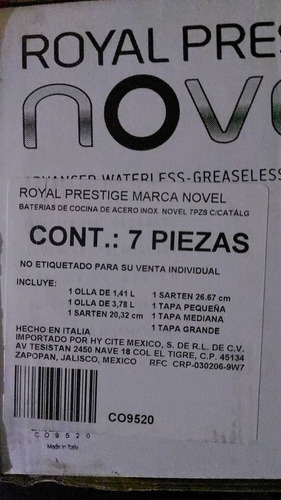 ROYAL PRES
nove
ADVANCED WATERLESS-GREASELESS
ROYAL PRESTIGE MARCA NOVEL
BATERIAS DE COCINA DE ACERO INOX. NOVEL 7PZS C/CATÁLG
CONT.: 7 PIEZAS
NO ETIQUETADO PARA SU VENTA INDIVIDUAL
INCLUYE:
1 OLLA DE 1,41 L 1 SARTEN 26.67 cm
1 OLLA DE 3,78 L 1 TAPA PEQUEÑA
1 SARTEN 20,32 cm 1 TAPA MEDIANA
1 TAPA GRANDE
HECHO EN ITALIA
IMPORTADO POR HY CITE MEXICO, S. DE R.L. DE C.V.
AV TESISTAN 2450 NAVE 18 COL EL TIGRE, C.P. 45134
ZAPOPAN, JALISCO, MEXICO RFC CRP-030206-9W7
CO9520
CO9520
Made in Italy